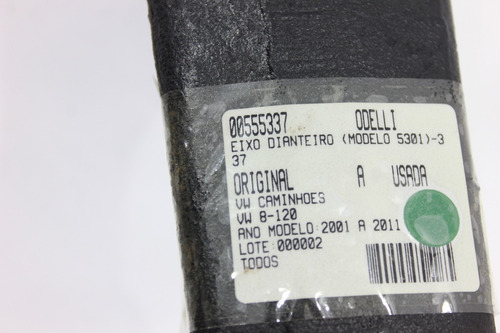 00555337 ODELLI
EIXO DIANTEIRO (MODELO 5301)-3
37
ORIGINAL A USADA
VW CAMINHOES
VW 8-120
ANO MODELO:2001 A 2011
LOTE:000002
TODOS